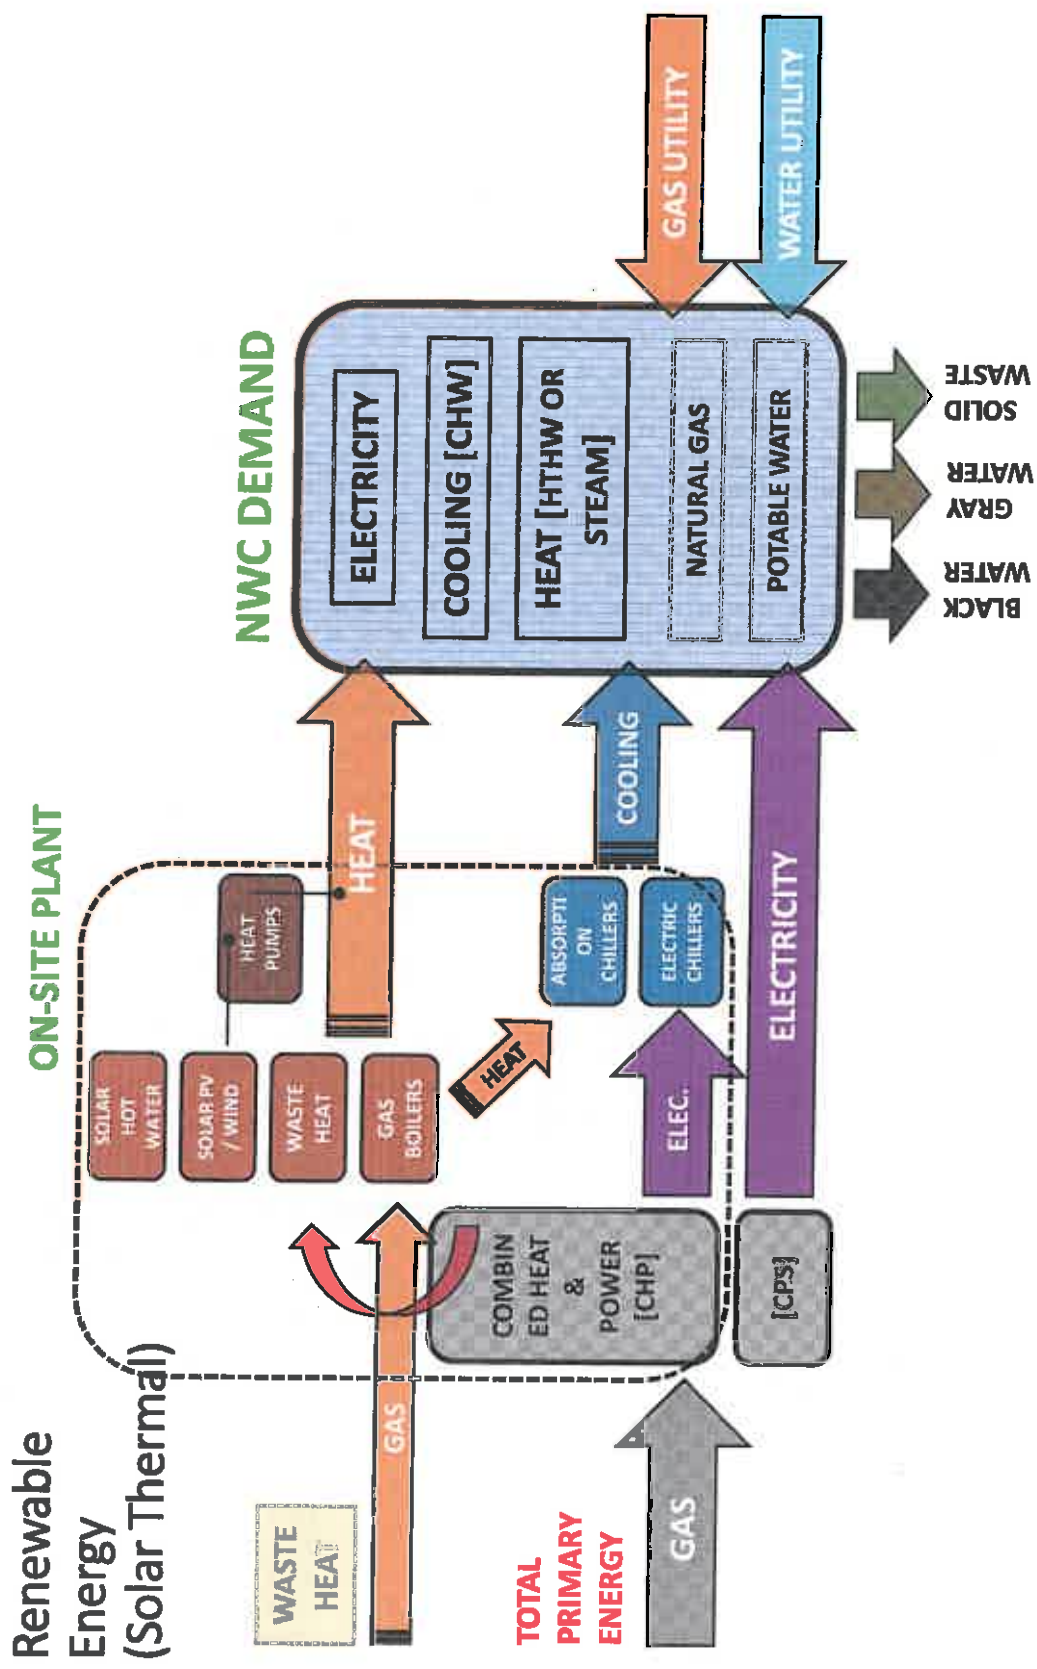 Renewable
Energy
(Solar Thermal)
ON-SITE PLANT
NWC DEMAND
WASTE
HEAT
GAS
TOTAL
PRIMARY
ENERGY
GAS
SOLAR
HOT
WATER
SOLAR PV
/ WIND
WASTE
HEAT
GAS
BOILERS
HEAT
PUMPS
HEAT
HEAT
COMBIN
ED HEAT
&
POWER
[CHP]
[CPS]
ELEC.
ABSORPTI
ON
CHILLERS
ELECTRIC
CHILLERS
COOLING
ELECTRICITY
ELECTRICITY
COOLING [CHW]
HEAT [HTHW OR
STEAM]
NATURAL GAS
POTABLE WATER
GAS UTILITY
WATER UTILITY
BLACK
WATER
GRAY
WATER
SOLID
WASTE